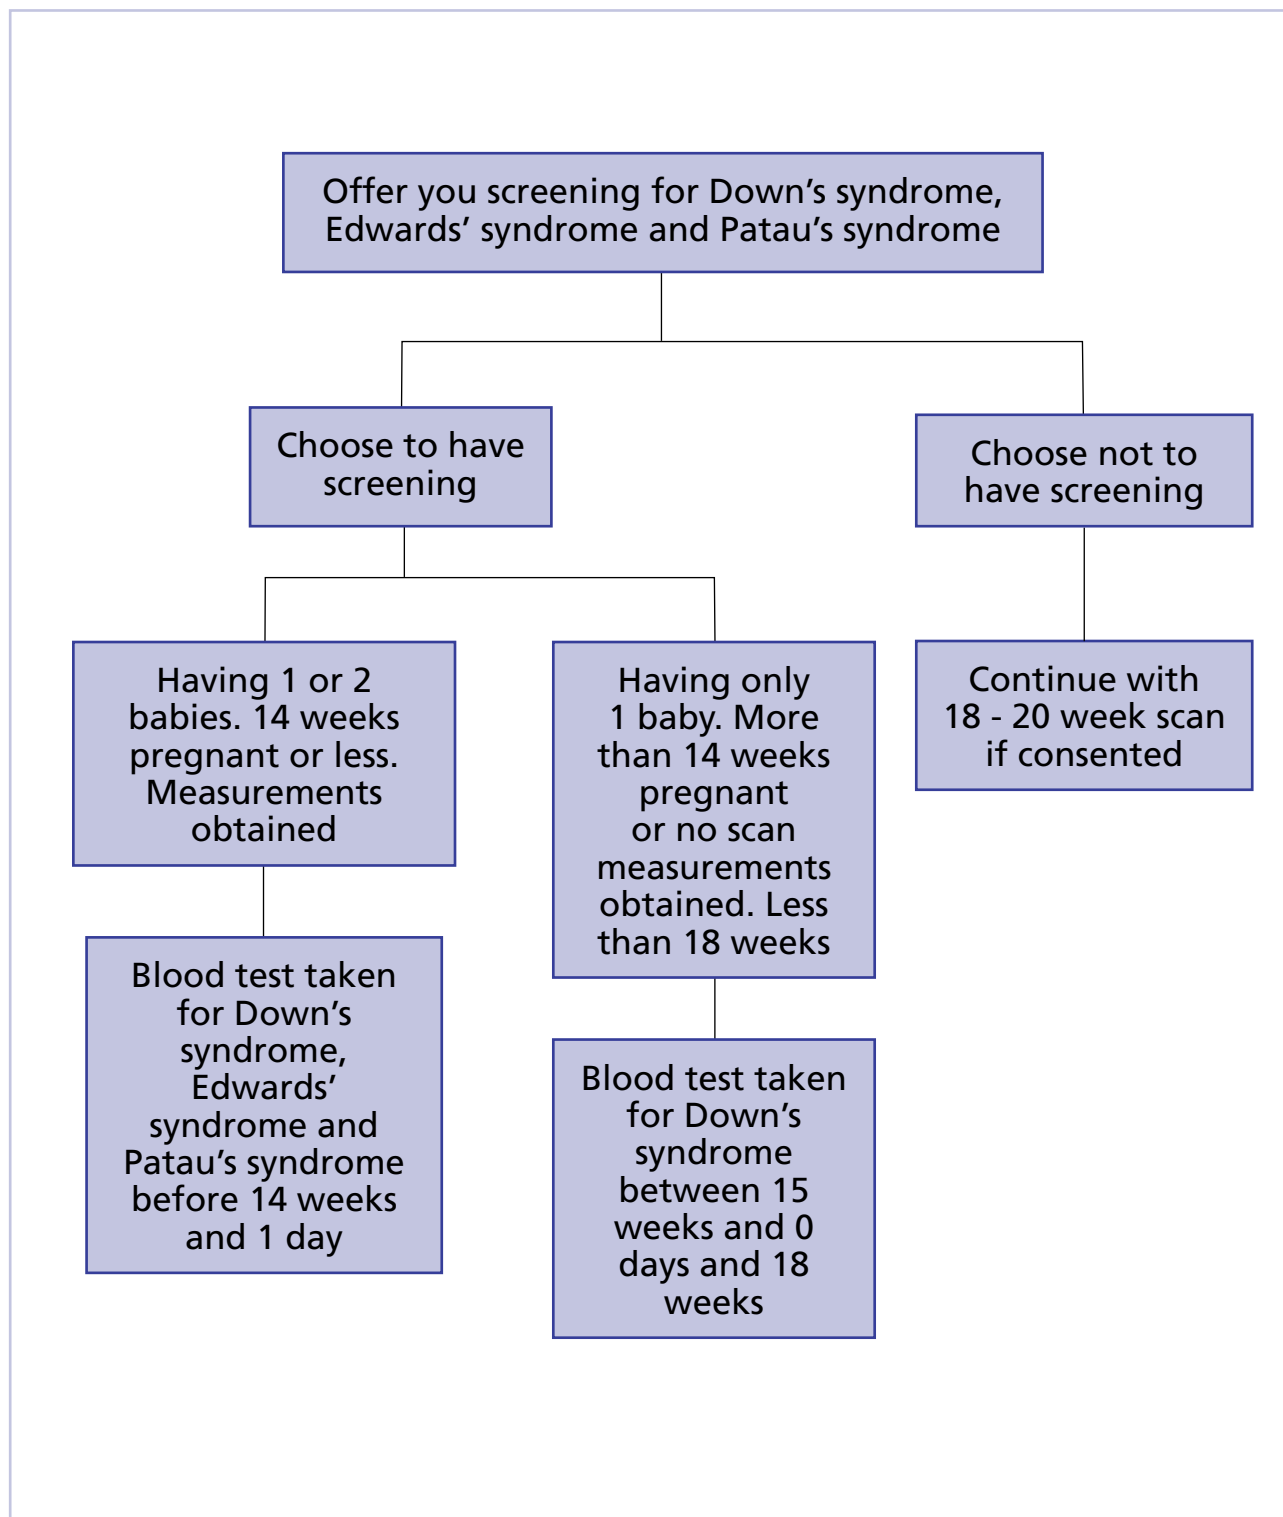 Offer you screening for Down’s syndrome,
Edwards’ syndrome and Patau’s syndrome
Choose to have
screening
Choose not to
have screening
Having 1 or 2
babies. 14 weeks
pregnant or less.
Measurements
obtained
Having only
1 baby. More
than 14 weeks
pregnant
or no scan
measurements
obtained. Less
than 18 weeks
Continue with
18 - 20 week scan
if consented
Blood test taken
for Down’s
syndrome,
Edwards’
syndrome and
Patau’s syndrome
before 14 weeks
and 1 day
Blood test taken
for Down’s
syndrome
between 15
weeks and 0
days and 18
weeks